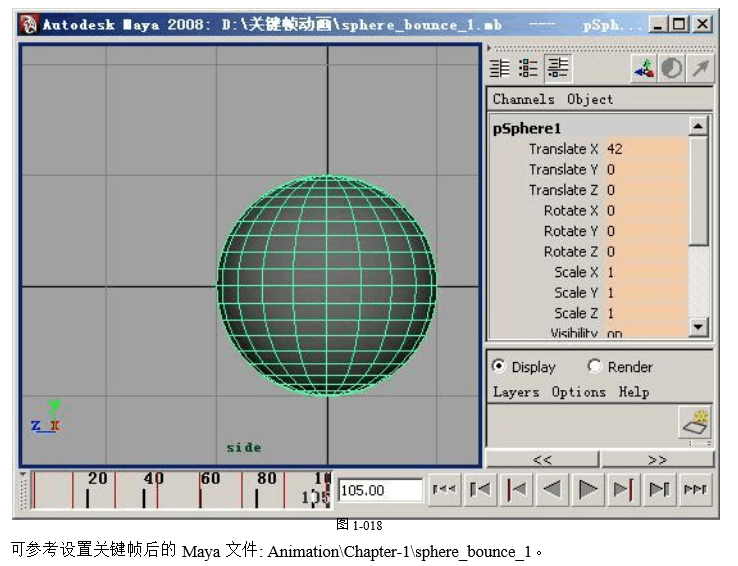 Autodesk Maya 2008: D:\关键帧动画\sphere_bounce_1.mb --- pSph...
Channels Object
pSphere1
Translate X 42
Translate Y 0
Translate Z 0
Rotate X 0
Rotate Y 0
Rotate Z 0
Scale X 1
Scale Y 1
Scale Z 1
Visibility on
Display Render
Layers Options Help
y
z x
side
<< >>
20 40 60 80 10
105
105.00
图 1-018
可参考设置关键帧后的 Maya 文件: Animation\Chapter-1\sphere_bounce_1。